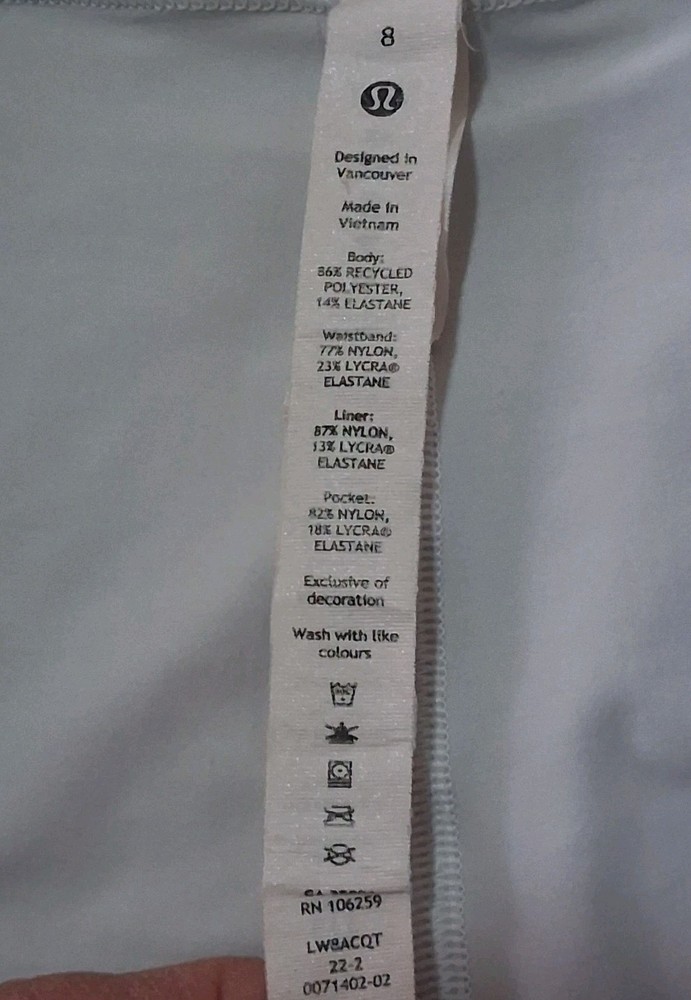 8
Designed in
Vancouver
Made in
Vietnam
Body:
86% RECYCLED
POLYESTER,
14% ELASTANE
Waistband:
77% NYLON,
23% LYCRA®
ELASTANE
Liner:
87% NYLON,
13% LYCRA®
ELASTANE
Pocket:
82% NYLON,
18% LYCRA®
ELASTANE
Exclusive of
decoration
Wash with like
colours
RN 106259
LW8ACQT
22-2
0071402-02